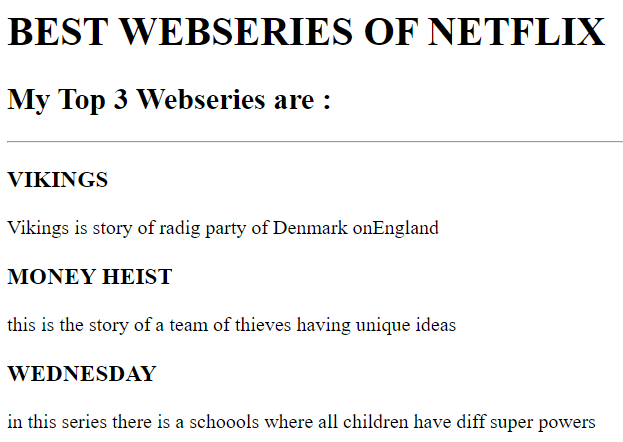 BEST WEBSERIES OF NETFLIX
My Top 3 Webseries are :
VIKINGS
Vikings is story of radig party of Denmark onEngland
MONEY HEIST
this is the story of a team of thieves having unique ideas
WEDNESDAY
in this series there is a schoools where all children have diff super powers